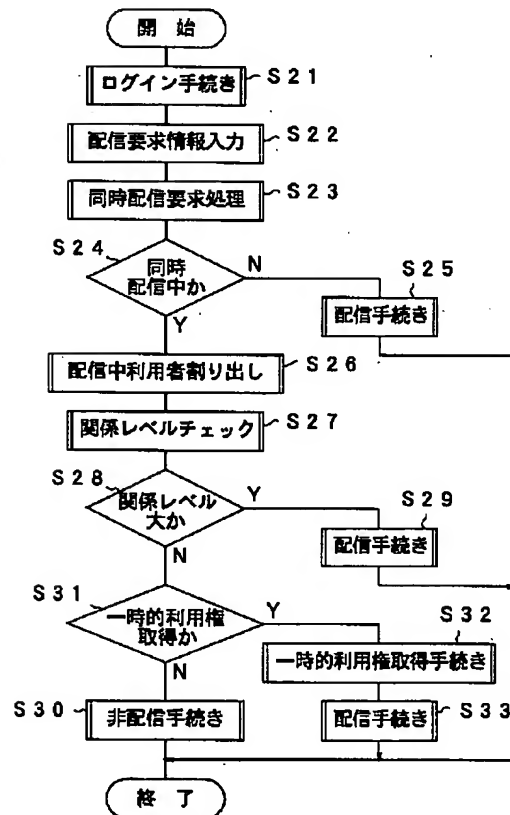 開 始
ログイン手続き
S21
配信要求情報入力
S22
同時配信要求処理
S23
S24
同時
配信中か
N
Y
S25
配信手続き
配信中利用者割り出し
S26
関係レベルチェック
S27
S28
関係レベル
大か
Y
N
S29
配信手続き
S31
一時的利用権
取得か
Y
N
S32
一時的利用権取得手続き
S30
非配信手続き
配信手続き
S33
終 了